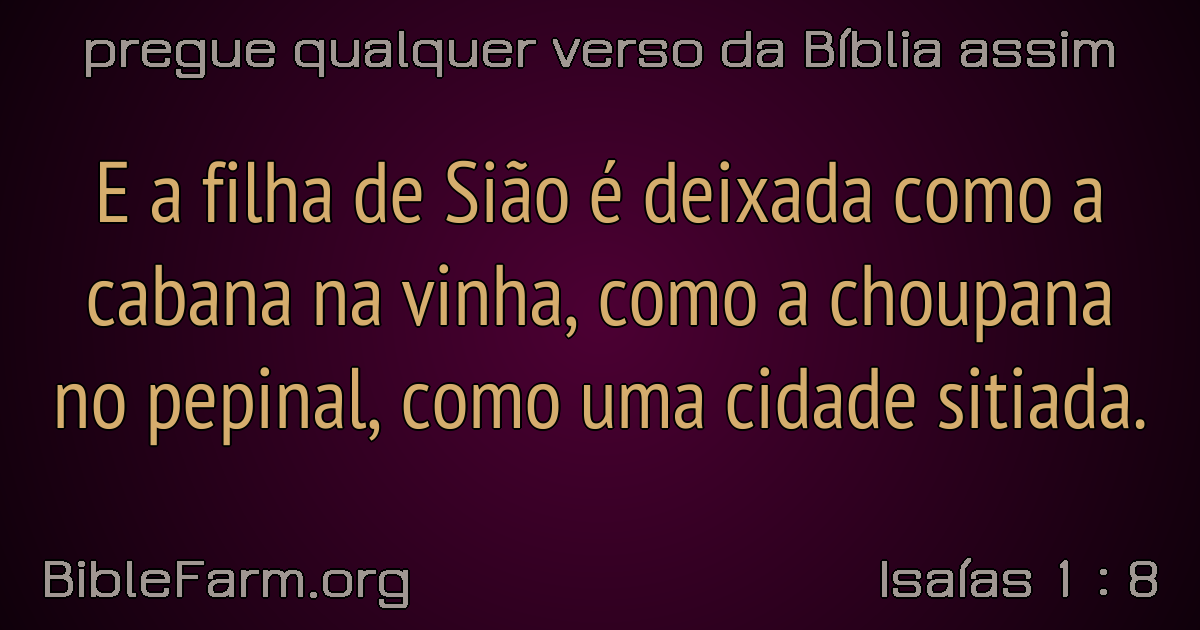 pregue qualquer verso da Bíblia assim
E a filha de Sião é deixada como a
cabana na vinha, como a choupana
no pepinal, como uma cidade sitiada.
BibleFarm.org
Isaías 1 : 8